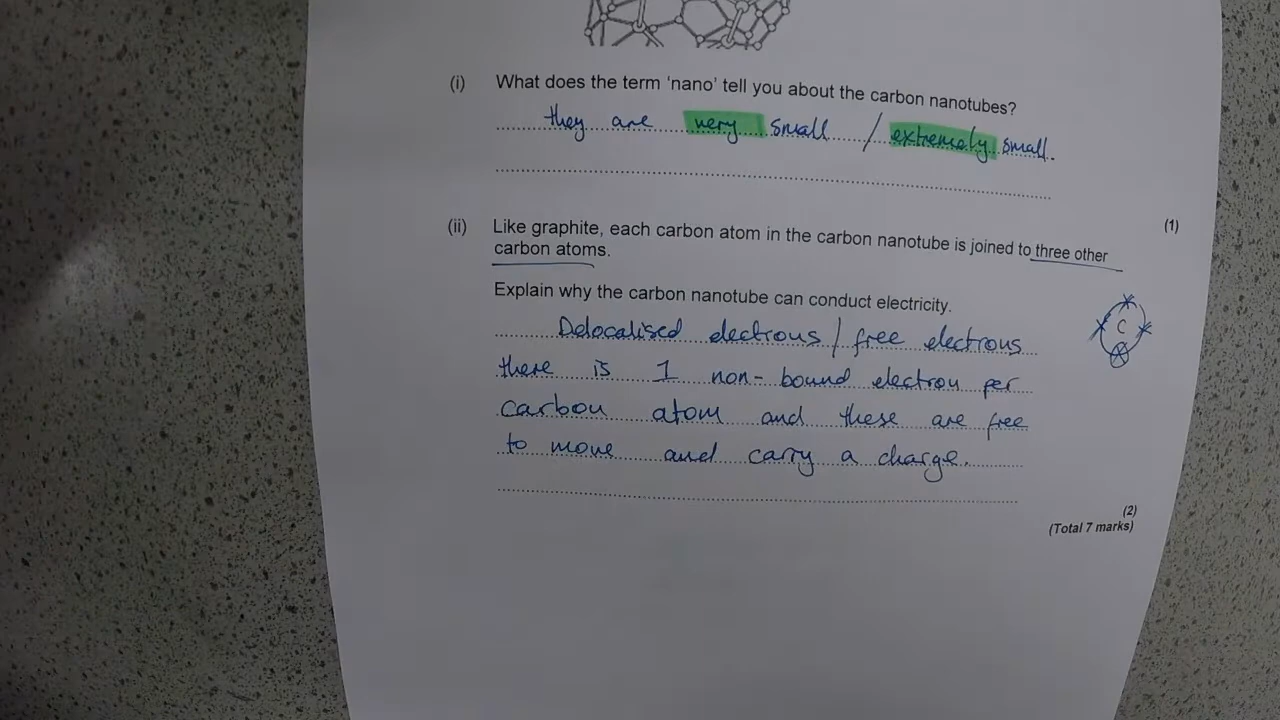 (i) What does the term 'nano' tell you about the carbon nanotubes?
they are very small / extremely small.
(1)
(ii) Like graphite, each carbon atom in the carbon nanotube is joined to three other
carbon atoms.
Explain why the carbon nanotube can conduct electricity.
Delocalised electrons / free electrons
there is 1 non-bound electron per
carbon atom and these are free
to move and carry a charge.
C
(2)
(Total 7 marks)